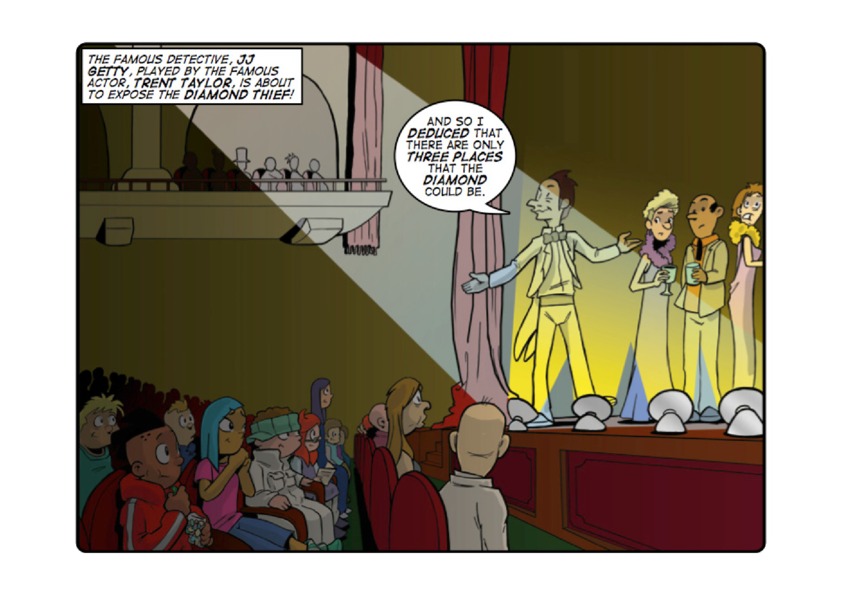 THE FAMOUS DETECTIVE, JJ
GETTY, PLAYED BY THE FAMOUS
ACTOR, TRENT TAYLOR, IS ABOUT
TO EXPOSE THE DIAMOND THIEF!
AND SO I
DEDUCED THAT
THERE ARE ONLY
THREE PLACES
THAT THE
DIAMOND
COULD BE.